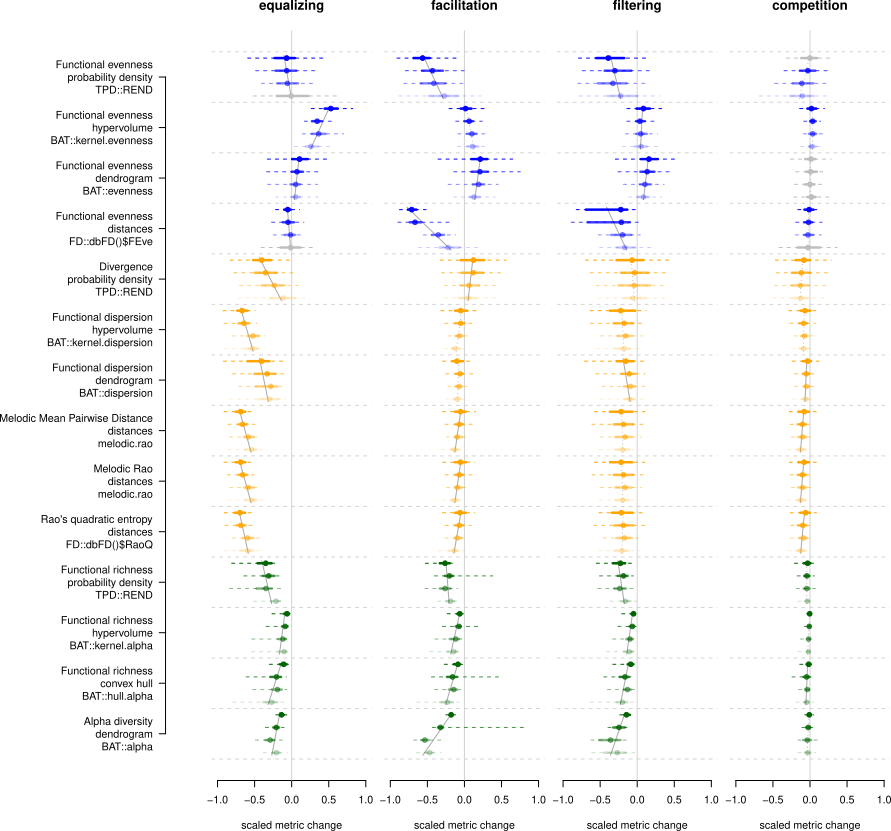 equalizing facilitation filtering competition
Functional evenness
probability density
TPD::REND
Functional evenness
hypervolume
BAT::kernel.evenness
Functional evenness
dendrogram
BAT::evenness
Functional evenness
distances
FD::dbFD()$FEve
Divergence
probability density
TPD::REND
Functional dispersion
hypervolume
BAT::kernel.dispersion
Functional dispersion
dendrogram
BAT::dispersion
Melodic Mean Pairwise Distance
distances
melodic.rao
Melodic Rao
distances
melodic.rao
Rao's quadratic entropy
distances
FD::dbFD()$RaoQ
Functional richness
probability density
TPD::REND
Functional richness
hypervolume
BAT::kernel.alpha
Functional richness
convex hull
BAT::hull.alpha
Alpha diversity
dendrogram
BAT::alpha
−1.0 −0.5 0.0 0.5 1.0 −1.0 −0.5 0.0 0.5 1.0 −1.0 −0.5 0.0 0.5 1.0 −1.0 −0.5 0.0 0.5 1.0
scaled metric change scaled metric change scaled metric change scaled metric change